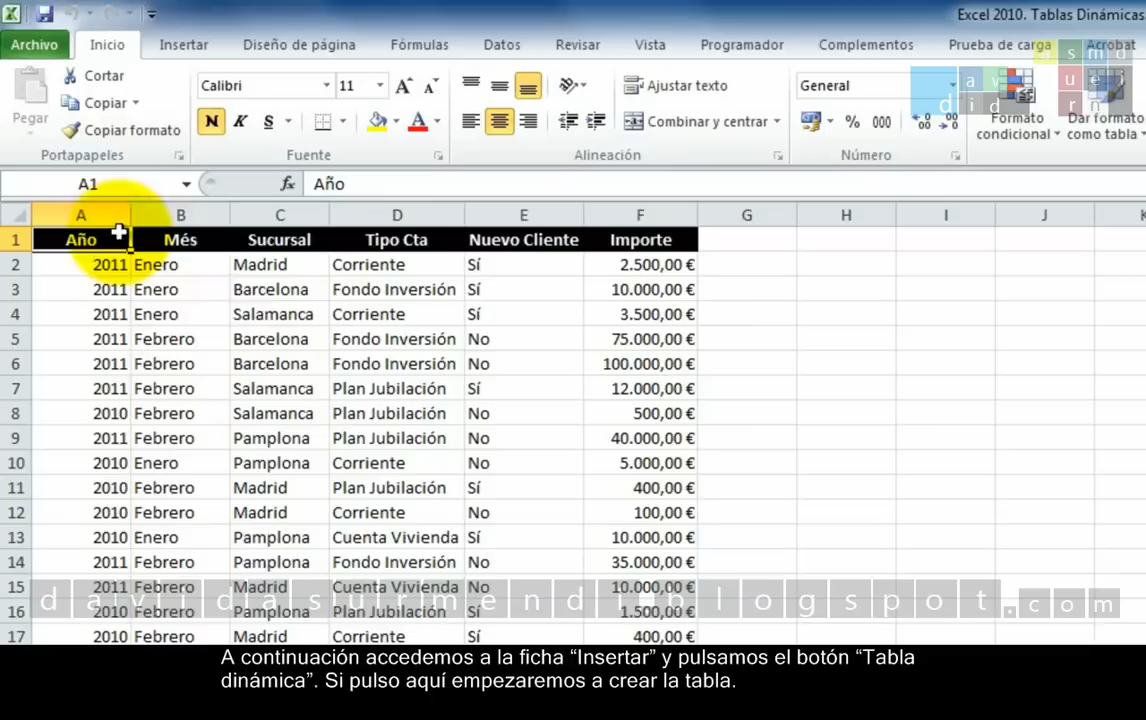 Excel 2010. Tablas Dinámicas
Archivo Inicio Insertar Diseño de página Fórmulas Datos Revisar Vista Programador Complementos Prueba de carga Acrobat
Pegar
Cortar
Copiar
Copiar formato
Portapapeles
Calibri 11
N K S
Fuente
Ajustar texto
Combinar y centrar
Alineación
General
% 000
Número
Formato condicional
Dar formato como tabla
david
asmd
uei
rn
A1 fx Año
A B C D E F G H I J
1 Año Més Sucursal Tipo Cta Nuevo Cliente Importe
2 2011 Enero Madrid Corriente Sí 2.500,00 €
3 2011 Enero Barcelona Fondo Inversión Sí 10.000,00 €
4 2011 Enero Salamanca Corriente Sí 3.500,00 €
5 2011 Febrero Barcelona Fondo Inversión No 75.000,00 €
6 2011 Febrero Barcelona Fondo Inversión No 100.000,00 €
7 2011 Febrero Salamanca Plan Jubilación Sí 12.000,00 €
8 2010 Febrero Salamanca Plan Jubilación No 500,00 €
9 2011 Febrero Pamplona Plan Jubilación No 40.000,00 €
10 2010 Enero Pamplona Corriente No 5.000,00 €
11 2010 Febrero Madrid Plan Jubilación Sí 400,00 €
12 2010 Febrero Madrid Corriente No 100,00 €
13 2010 Enero Pamplona Cuenta Vivienda Sí 10.000,00 €
14 2011 Febrero Pamplona Fondo Inversión No 35.000,00 €
15 2011 Febrero Madrid Cuenta Vivienda No 10.000,00 €
16 2010 Febrero Pamplona Plan Jubilación Sí 1.500,00 €
17 2010 Febrero Madrid Corriente Sí 400,00 €
davidasurmendi.blogspot.com
A continuación accedemos a la ficha “Insertar” y pulsamos el botón “Tabla
dinámica”. Si pulso aquí empezaremos a crear la tabla.